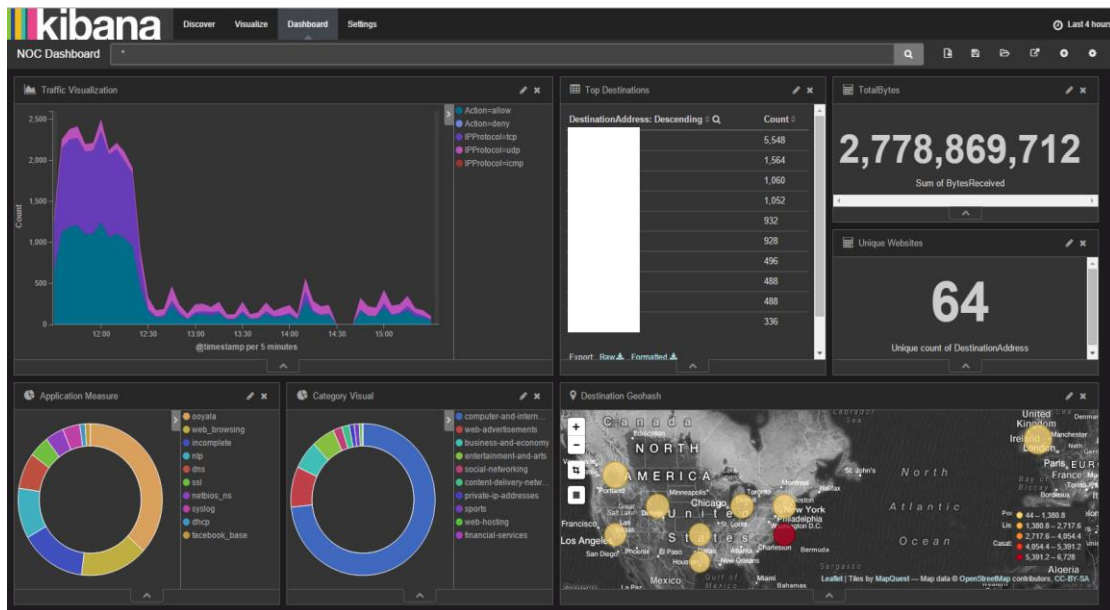 kibana
Discover Visualize Dashboard Settings
Last 4 hours
NOC Dashboard *
Traffic Visualization
2,500
2,000
1,500
1,000
500
0
Count
12:00 12:30 13:00 13:30 14:00 14:30 15:00
@timestamp per 5 minutes
Action=allow
Action=deny
IPProtocol=tcp
IPProtocol=udp
IPProtocol=icmp
Top Destinations
DestinationAddress: Descending Count
5,548
1,564
1,060
1,052
932
928
496
488
488
336
Export: Raw Formatted
TotalBytes
2,778,869,712
Sum of BytesReceived
Unique Websites
64
Unique count of DestinationAddress
Application Measure
ooyala
web_browsing
incomplete
ntp
dns
ssl
netbios_ns
syslog
dhcp
facebook_base
Category Visual
computer-and-intern...
web-advertisements
business-and-economy
entertainment-and-arts
social-networking
content-delivery-netw...
private-ip-addresses
sports
web-hosting
financial-services
Destination Geohash
+
−
Canada
Edmonton
NORTH
AMERICA
United
States
Portland
Minneapolis
Chicago
Toronto
Montreal
Boston
Halifax
St. John's
New York
Philadelphia
Francisco
Los Angeles
San Diego
Phoenix
El Paso
Dallas
Atlanta
Charleston
Bermuda
Houston
New Orleans
Mexico
Gulf of
Mexico
Miami
Bahamas
Labrador
Sea
North
Atlantic
Ocean
Sargasso
United
Kingdom
Ireland
London
Manchester
Paris
France
Bay of
Biscay
Bordeaux
Algeria
44 – 1,380.8
1,380.8 – 2,717.6
2,717.6 – 4,054.4
4,054.4 – 5,391.2
5,391.2 – 6,728
Leaflet | Tiles by MapQuest — Map data © OpenStreetMap contributors, CC-BY-SA